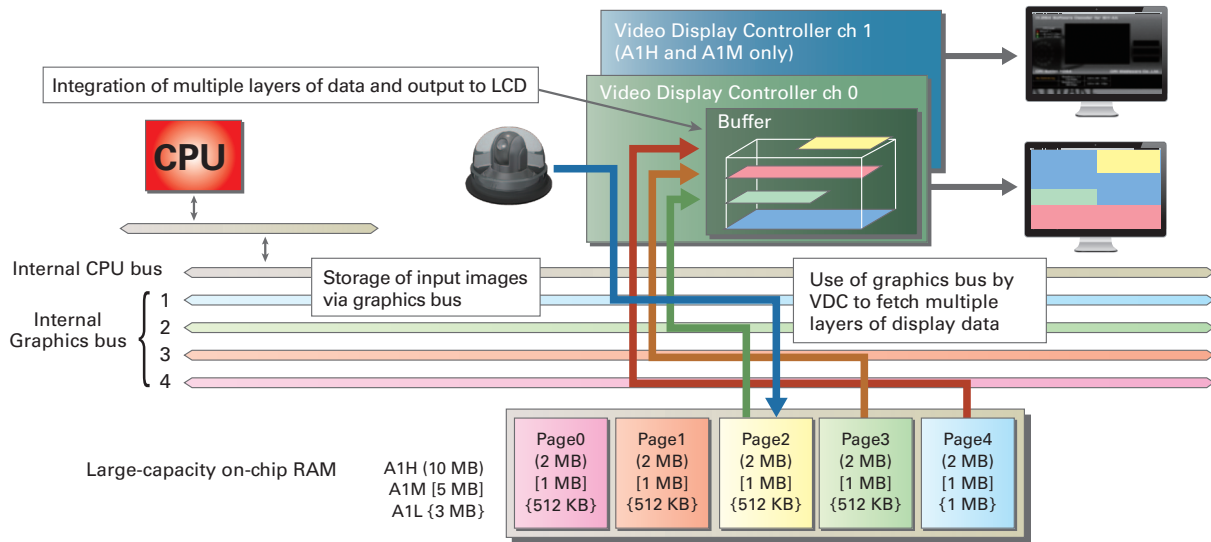 Video Display Controller ch 1
(A1H and A1M only)
Integration of multiple layers of data and output to LCD
Video Display Controller ch 0
Buffer
CPU
Internal CPU bus
Storage of input images
via graphics bus
Use of graphics bus by
VDC to fetch multiple
layers of display data
Internal
Graphics bus
1
2
3
4
Large-capacity on-chip RAM
A1H (10 MB)
A1M [5 MB]
A1L {3 MB}
Page0
(2 MB)
[1 MB]
{512 KB}
Page1
(2 MB)
[1 MB]
{512 KB}
Page2
(2 MB)
[1 MB]
{512 KB}
Page3
(2 MB)
[1 MB]
{512 KB}
Page4
(2 MB)
[1 MB]
{1 MB}